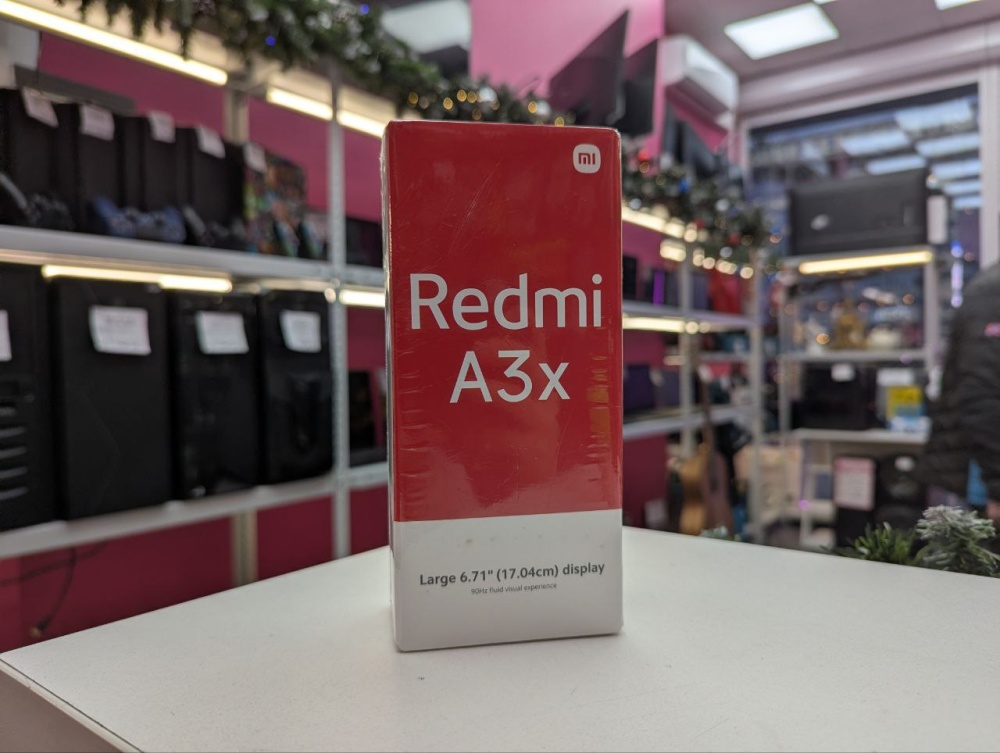 mi
Redmi
A3x
Large 6.71" (17.04cm) display
90Hz fluid visual experience